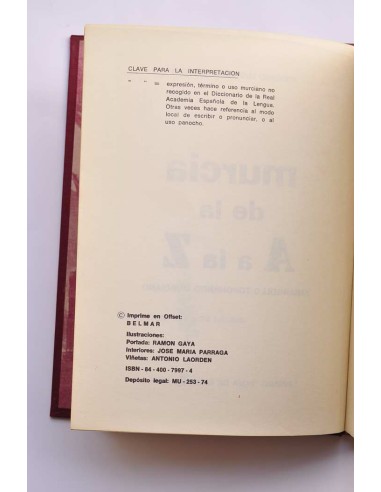 CLAVE PARA LA INTERPRETACION
" " = expresión, término o uso murciano no
recogido en el Diccionario de la Real
Academia Española de la Lengua.
Otras veces hace referencia al modo
local de escribir o pronunciar, o al
uso panocho.
murcia
de la
A a la Z
© Imprime en Offset:
BELMAR
Ilustraciones:
Portada: RAMON GAYA
Interiores: JOSE MARIA PARRAGA
Viñetas: ANTONIO LAORDEN
ISBN - 84 - 400 - 7997 - 4
Depósito legal: MU - 253 - 74